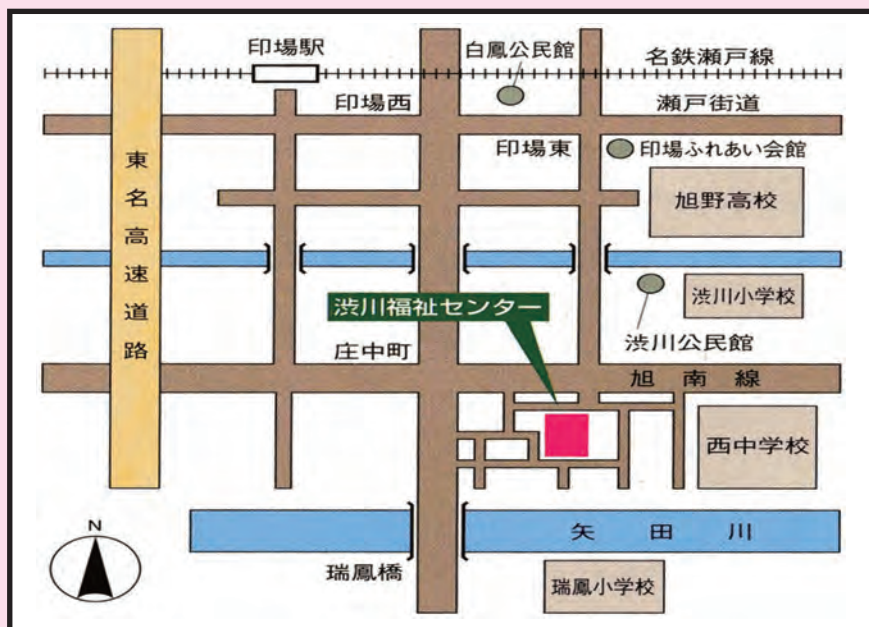 印場駅
白鳳公民館
名鉄瀬戸線
印場西
瀬戸街道
印場東
印場ふれあい会館
東名高速道路
旭野高校
渋川福祉センター
渋川小学校
渋川公民館
庄中町
旭南線
西中学校
矢田川
N
瑞鳳橋
瑞鳳小学校